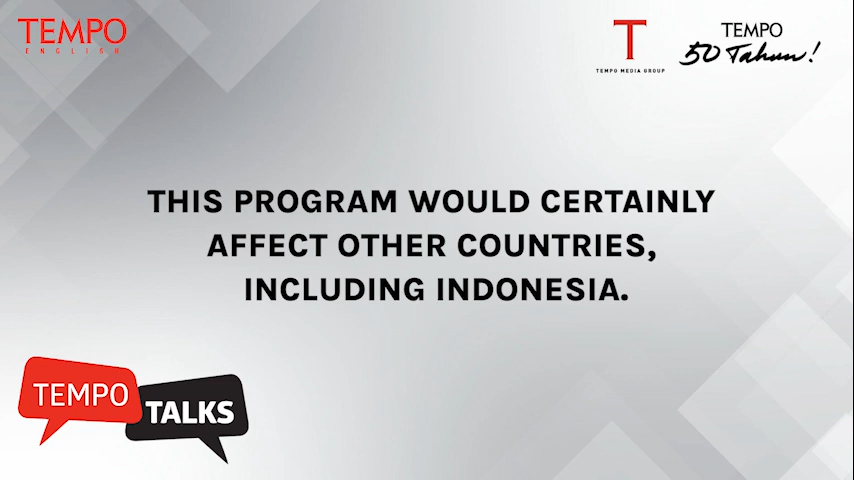 TEMPO
ENGLISH
T
TEMPO MEDIA GROUP
TEMPO
50 Tahun!
THIS PROGRAM WOULD CERTAINLY
AFFECT OTHER COUNTRIES,
INCLUDING INDONESIA.
TEMPO
TALKS